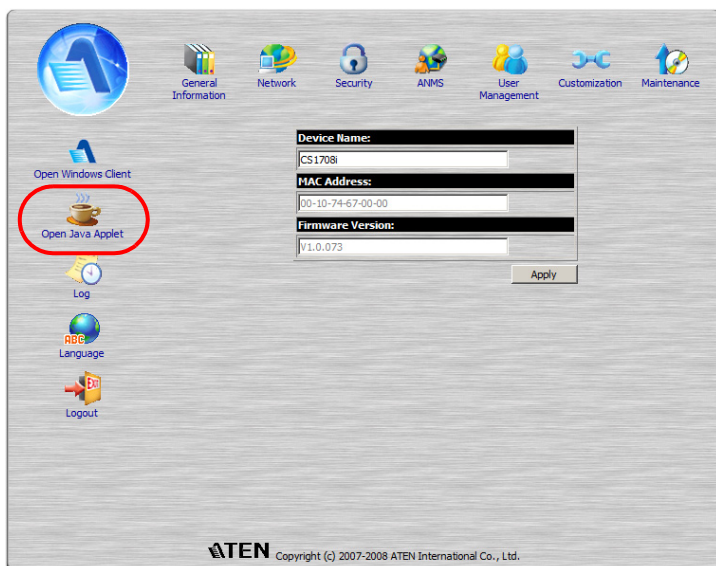 General
Information
Network
Security
ANMS
User
Management
Customization
Maintenance
Open Windows Client
Open Java Applet
Log
ABC
Language
EXIT
Logout
Device Name:
CS1708i
MAC Address:
00-10-74-67-00-00
Firmware Version:
V1.0.073
Apply
ATEN Copyright (c) 2007-2008 ATEN International Co., Ltd.